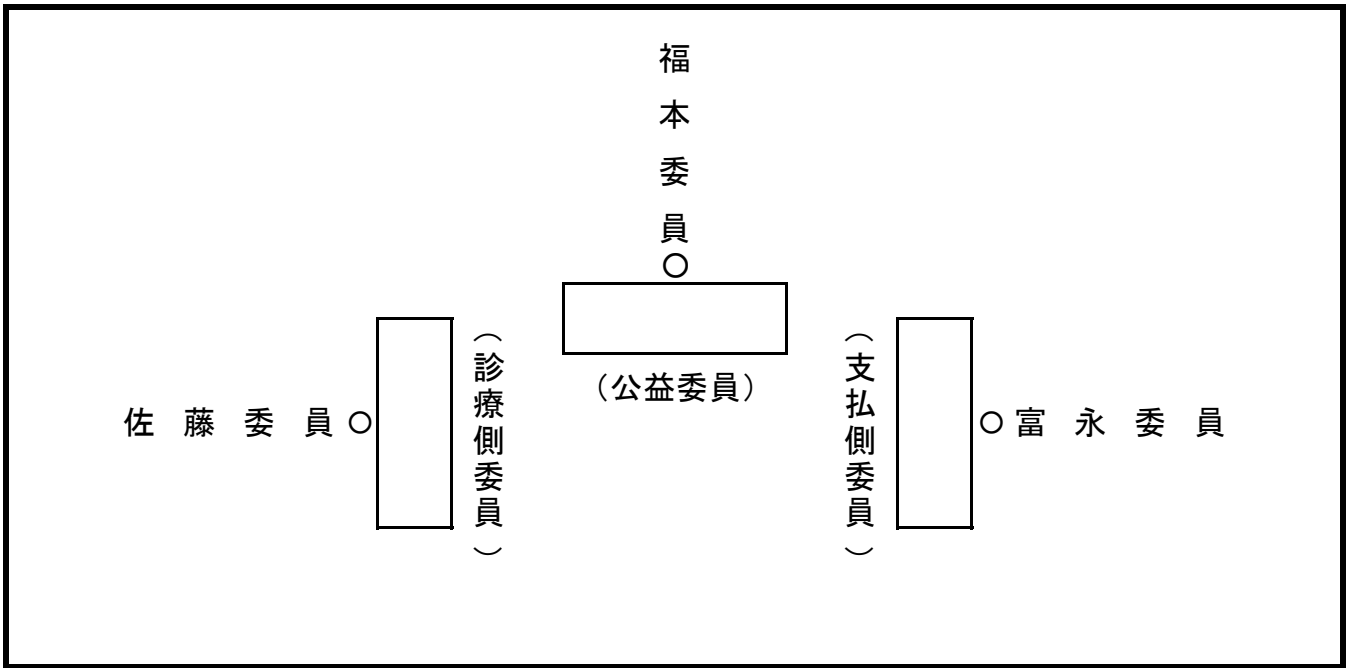 福本委員
（公益委員）
佐藤委員
（診療側委員）
（支払側委員）
富永委員